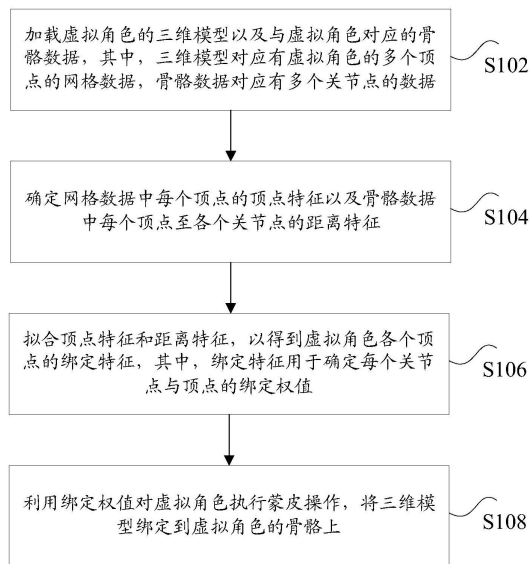 加载虚拟角色的三维模型以及与虚拟角色对应的骨
骼数据，其中，三维模型对应有虚拟角色的多个顶
点的网格数据，骨骼数据对应有多个关节点的数据
S102
确定网格数据中每个顶点的顶点特征以及骨骼数据
中每个顶点至各个关节点的距离特征
S104
拟合顶点特征和距离特征，以得到虚拟角色各个顶
点的绑定特征，其中，绑定特征用于确定每个关节
点与顶点的绑定权值
S106
利用绑定权值对虚拟角色执行蒙皮操作，将三维模
型绑定到虚拟角色的骨骼上
S108